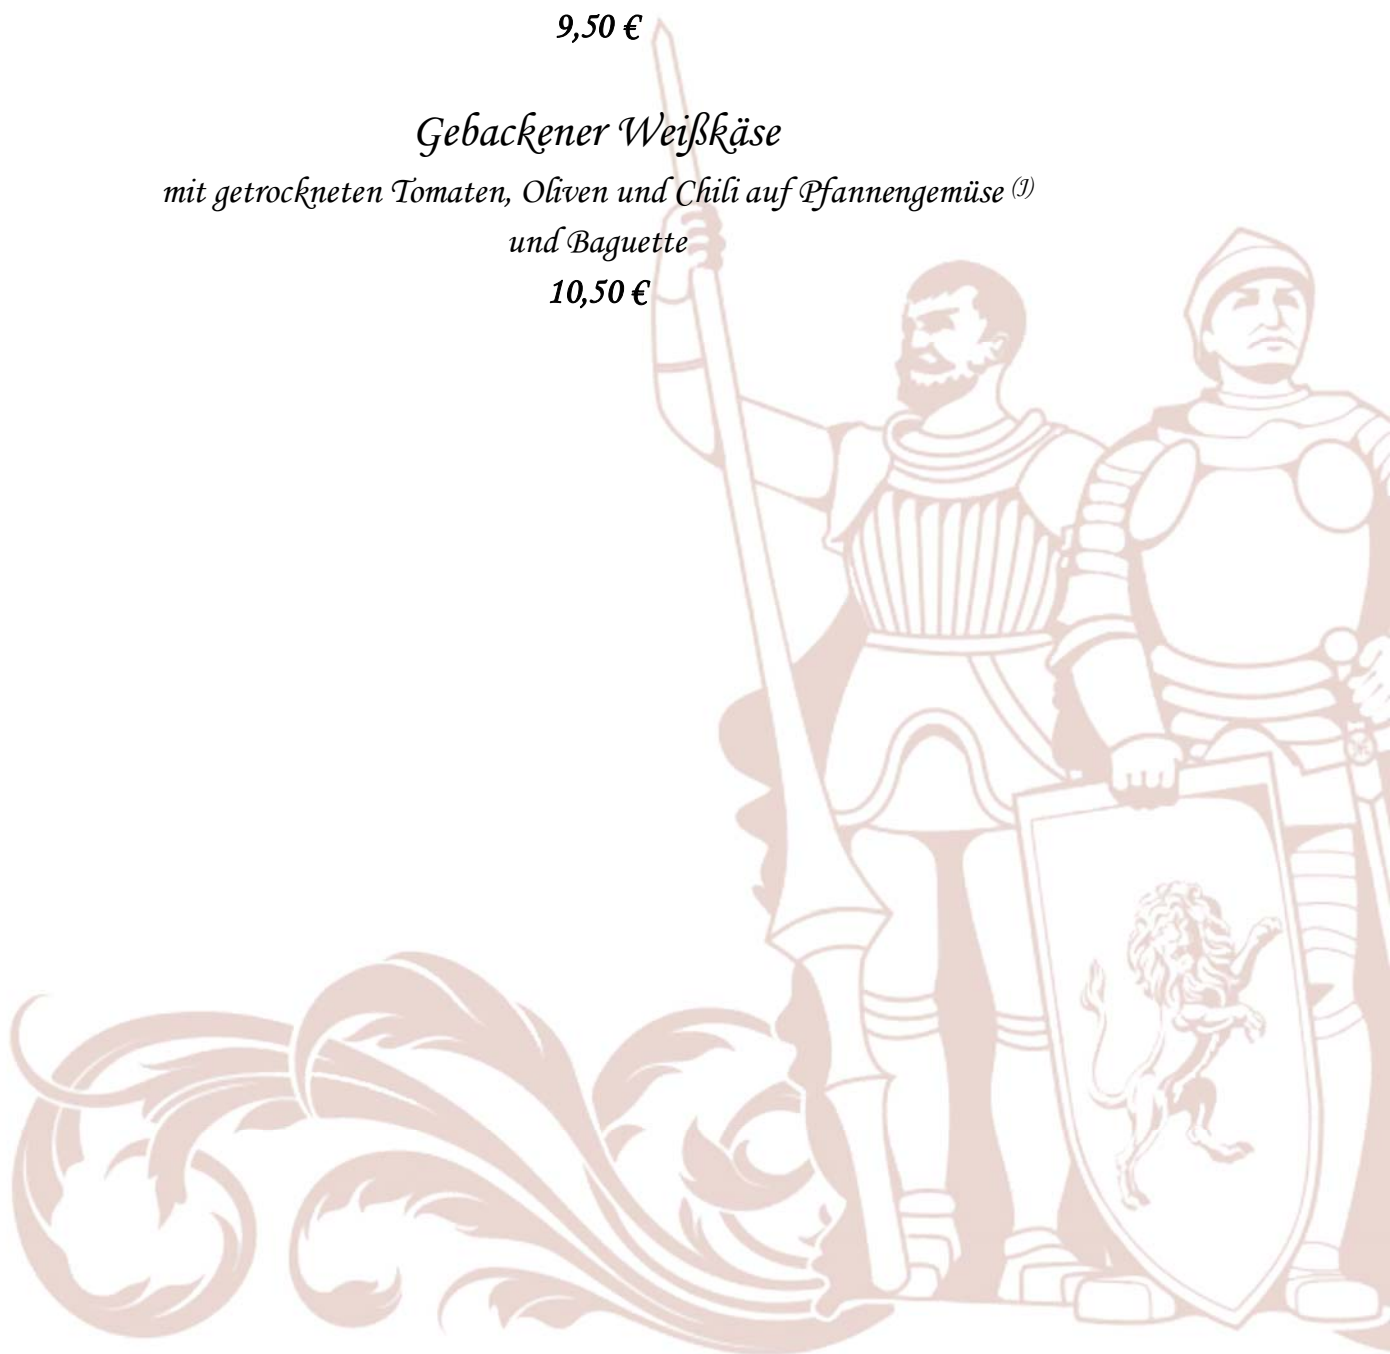 9,50 €
Gebackener Weißkäse
mit getrockneten Tomaten, Oliven und Chili auf Pfannengemüse (J)
und Baguette
10,50 €